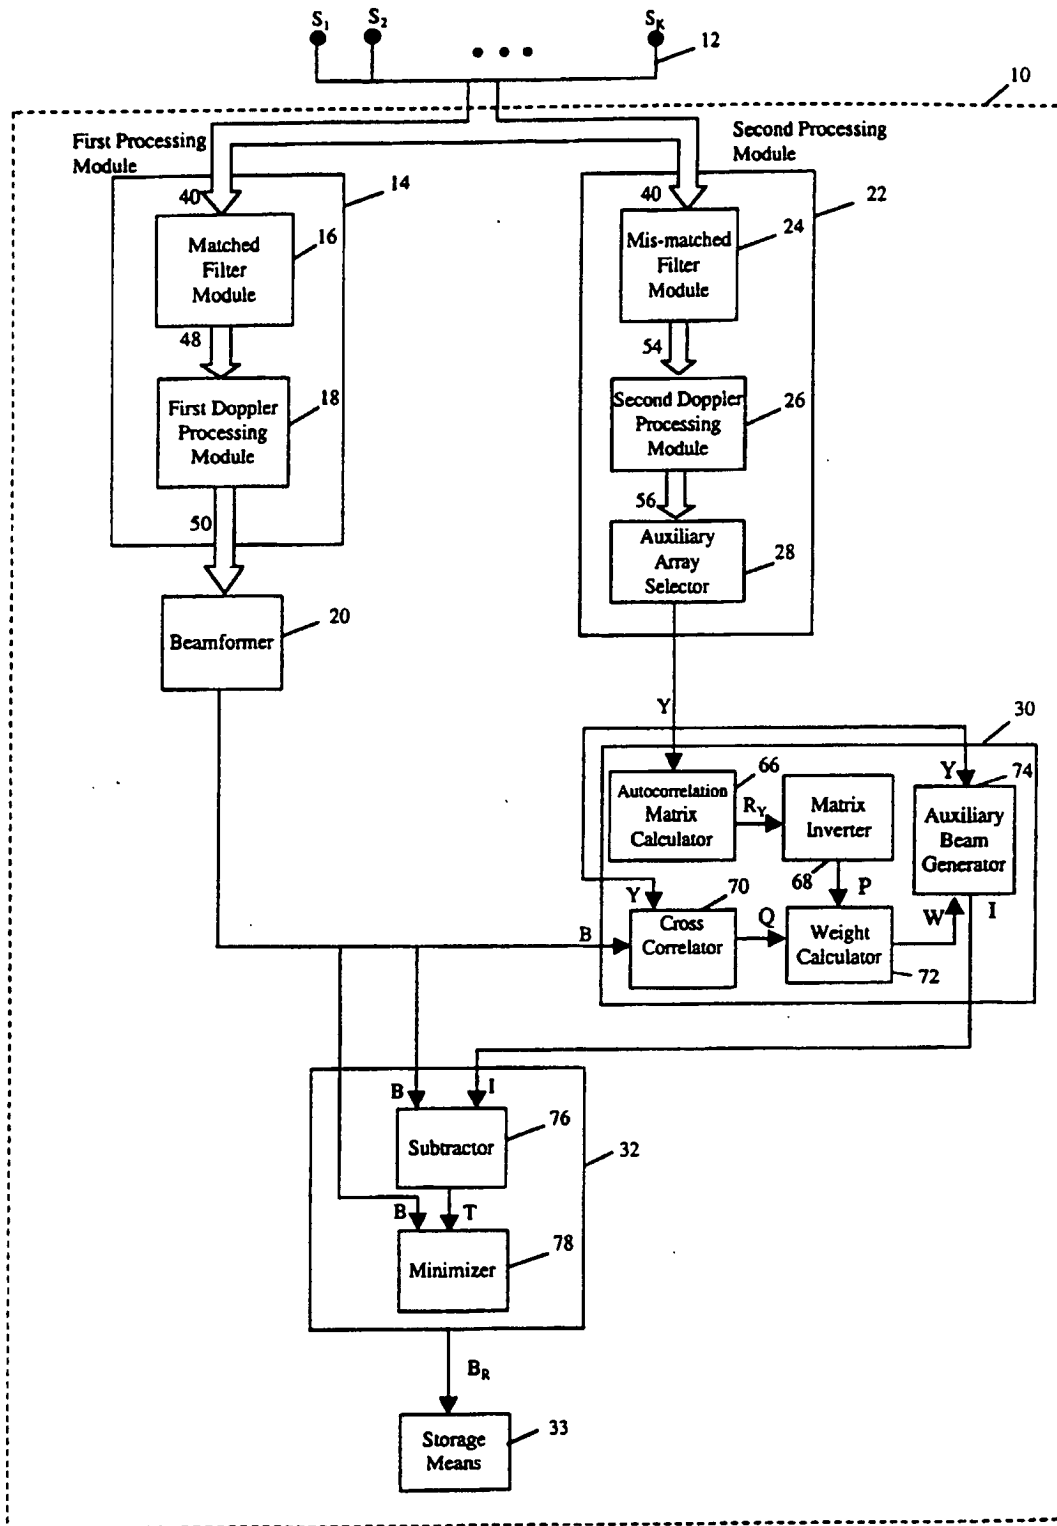 S1 S2 SK
12
10
First Processing
Module
Second Processing
Module
40
14
40
22
Matched
Filter
Module
16
Mis-matched
Filter
Module
24
48
54
First Doppler
Processing
Module
18
Second Doppler
Processing
Module
26
50
56
Auxiliary
Array
Selector
28
Beamformer
20
Y
30
Autocorrelation
Matrix
Calculator
66
RY
Matrix
Inverter
68
Y
74
Auxiliary
Beam
Generator
Y
70
P
W
I
B
Cross
Correlator
Q
Weight
Calculator
72
B
I
Subtractor
76
32
B
T
Minimizer
78
BR
Storage
Means
33